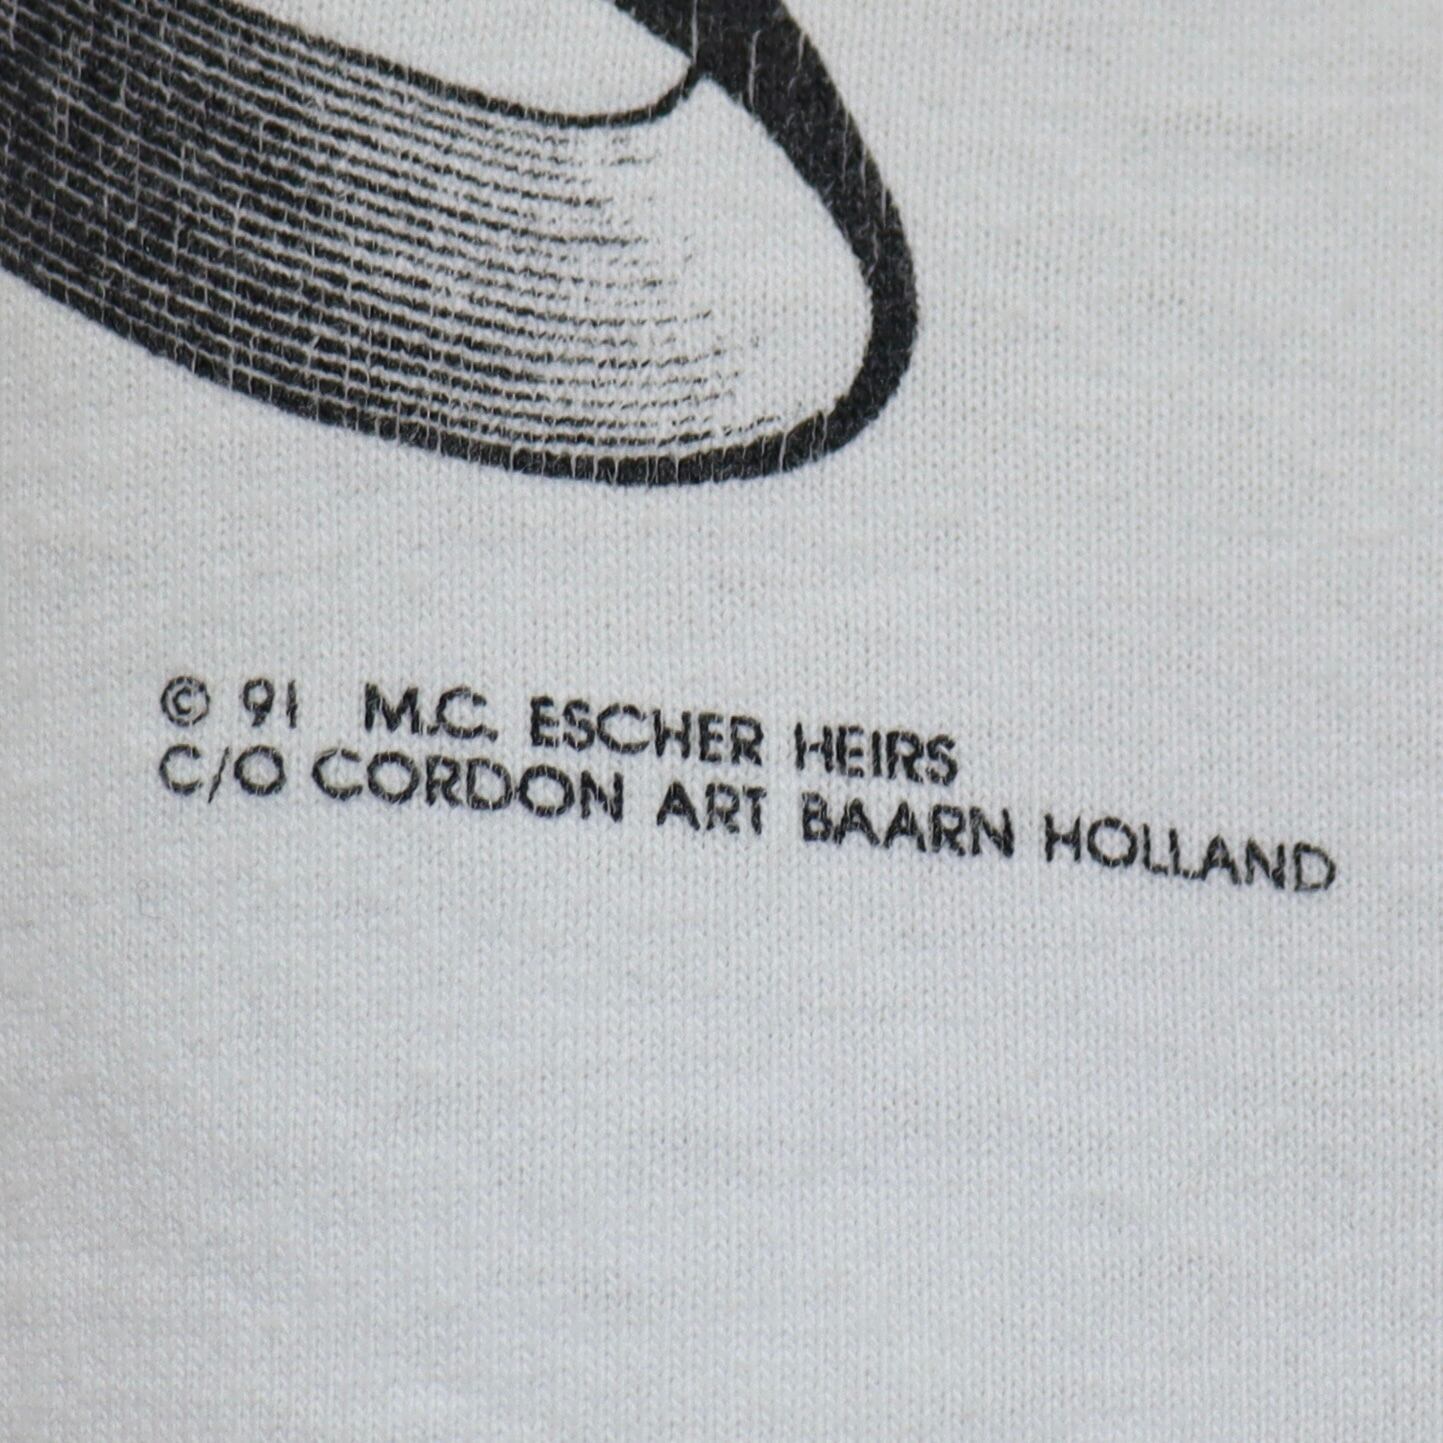 © 91 M.C. ESCHER HEIRS
C/O CORDON ART BAARN HOLLAND